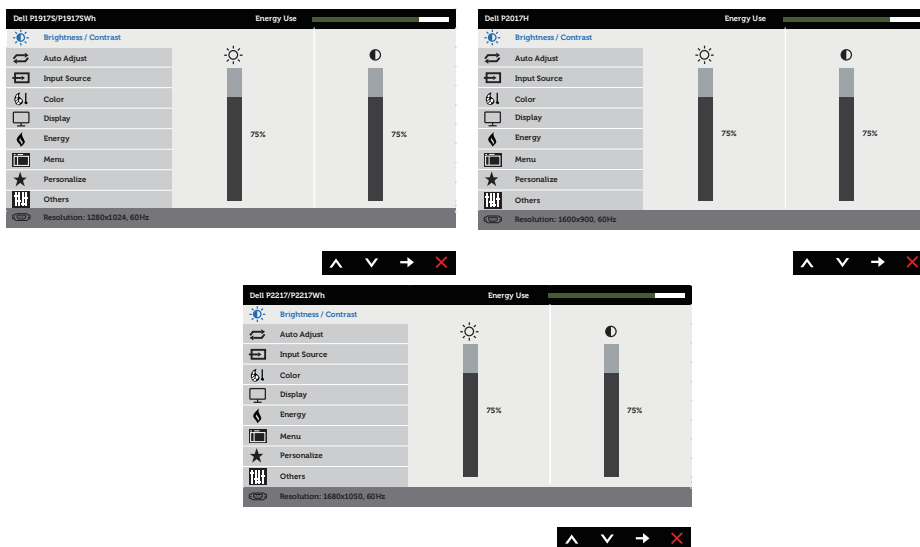 Dell P1917S/P1917SWh Energy Use
Brightness / Contrast
Auto Adjust
Input Source
Color
Display
Energy
Menu
Personalize
Others
75% 75%
Resolution: 1280x1024, 60Hz
Dell P2017H Energy Use
Brightness / Contrast
Auto Adjust
Input Source
Color
Display
Energy
Menu
Personalize
Others
75% 75%
Resolution: 1600x900, 60Hz
Dell P2217/P2217Wh Energy Use
Brightness / Contrast
Auto Adjust
Input Source
Color
Display
Energy
Menu
Personalize
Others
75% 75%
Resolution: 1680x1050, 60Hz